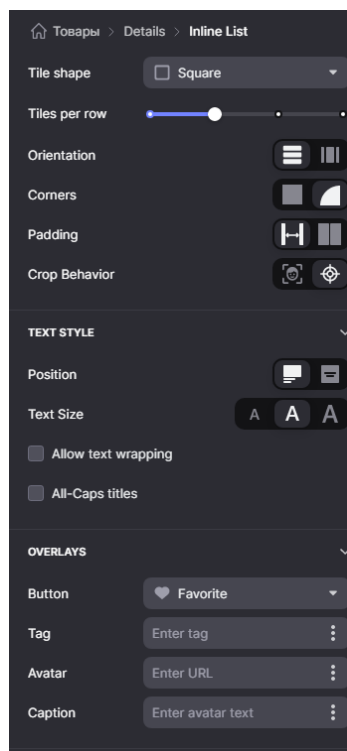 Товары > Details > Inline List
Tile shape Square
Tiles per row
Orientation
Corners
Padding
Crop Behavior
TEXT STYLE
Position
Text Size A A A
Allow text wrapping
All-Caps titles
OVERLAYS
Button Favorite
Tag Enter tag
Avatar Enter URL
Caption Enter avatar text